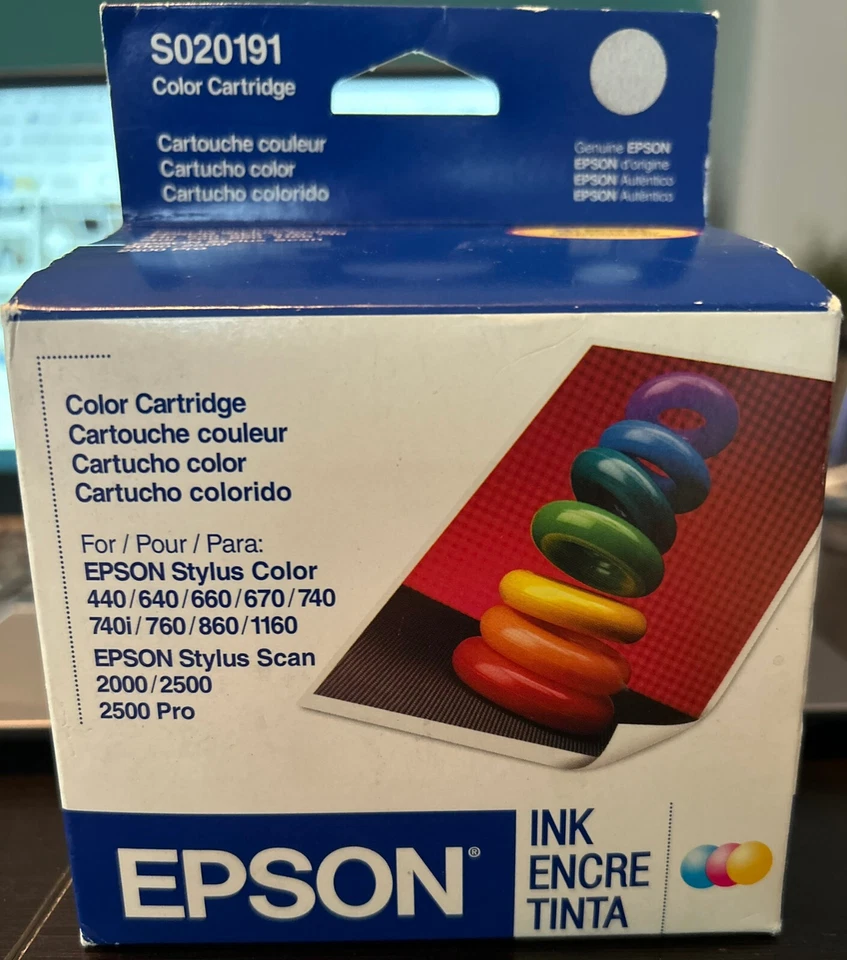 S020191
Color Cartridge
Cartouche couleur
Cartucho color
Cartucho colorido
Genuine EPSON
EPSON d'origine
EPSON Auténtico
EPSON Autêntico
Color Cartridge
Cartouche couleur
Cartucho color
Cartucho colorido
For / Pour / Para:
EPSON Stylus Color
440/640/660/670/740
740i/760/860/1160
EPSON Stylus Scan
2000/2500
2500 Pro
EPSON®
INK
ENCRE
TINTA